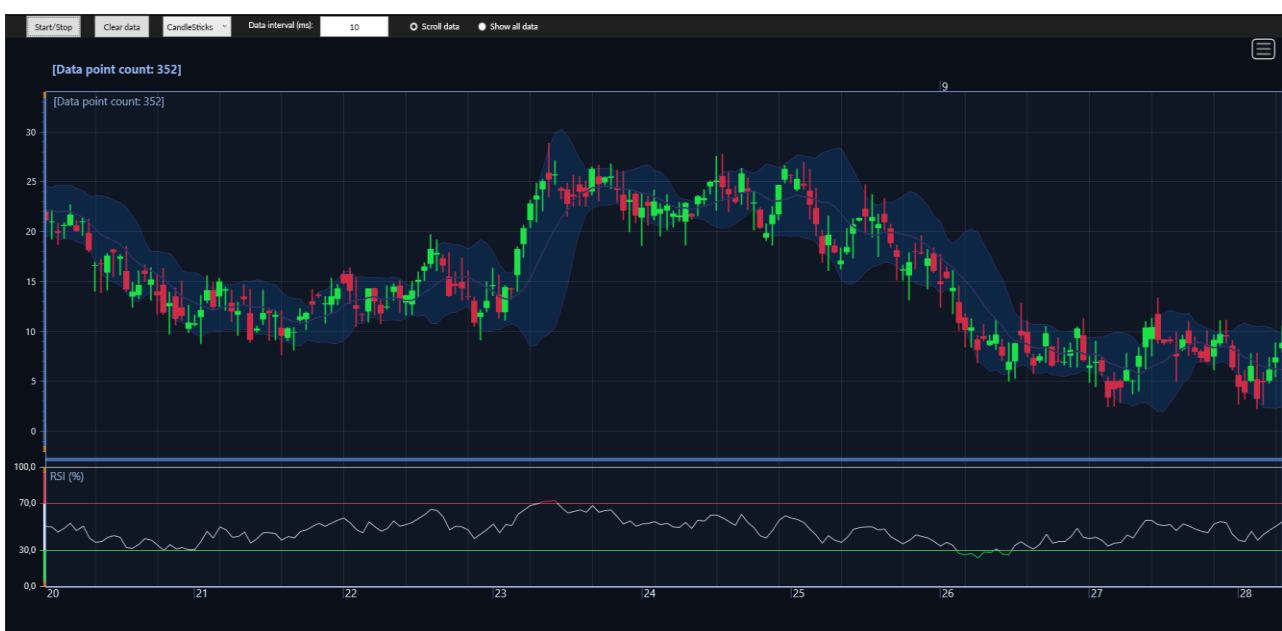 Start/Stop Clear data CandleSticks Data interval (ms): 10 Scroll data Show all data
[Data point count: 352]
|9
[Data point count: 352]
30
25
20
15
10
5
0
100,0
RSI (%)
70,0
30,0
0,0
20 |21 |22 |23 |24 |25 |26 |27 |28